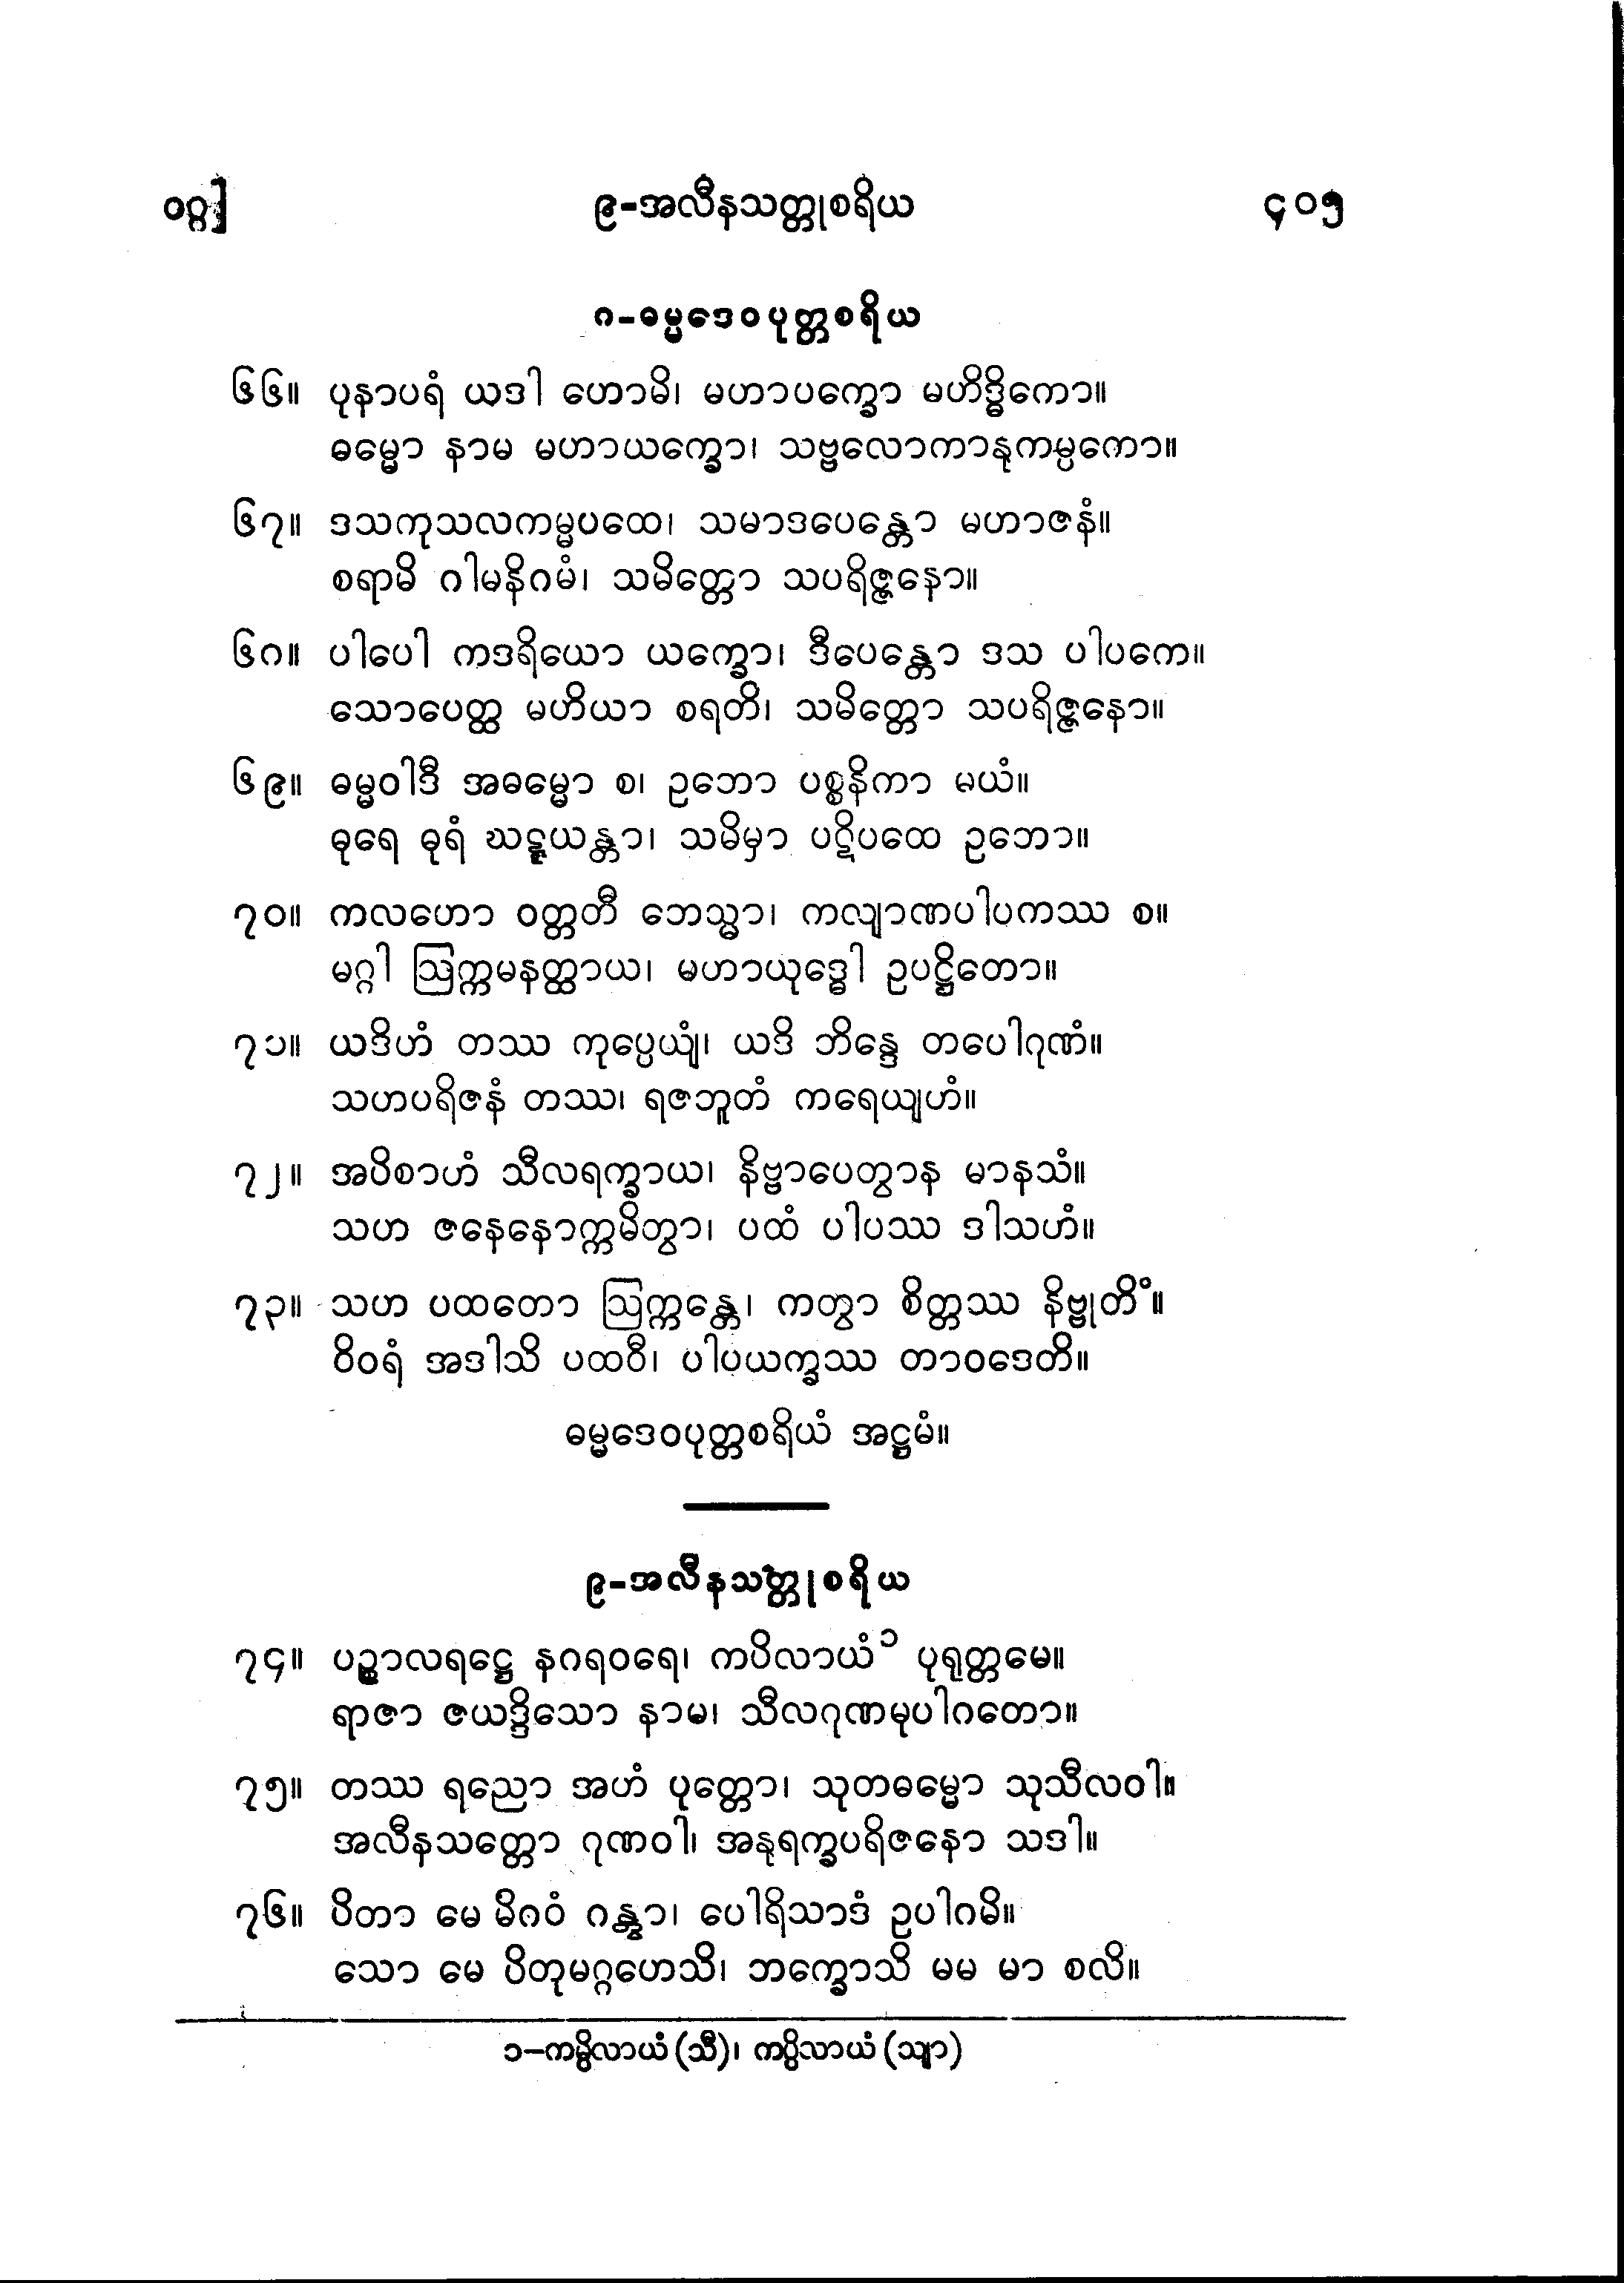 ဝဂ္ဂ] ၉-အလီနသတ္တုစရိယ ၄၀၅
၈-ဓမ္မဒေဝပုတ္တစရိယ
၆၆။ ပုနာပရံ ယဒါ ဟောမိ၊ မဟာပက္ခော မဟိဒ္ဓိကော။
ဓမ္မော နာမ မဟာယက္ခော၊ သဗ္ဗလောကာနုကမ္ပကော။
၆၇။ ဒသကုသလကမ္မပထေ၊ သမာဒပေန္တော မဟာဇနံ။
စရာမိ ဂါမနိဂမံ၊ သမိတ္တော သပရိဇ္ဇနော။
၆၈။ ပါပေါ ကဒရိယော ယက္ခော၊ ဒီပေန္တော ဒသ ပါပကေ။
သောပေတ္ထ မဟိယာ စရတိ၊ သမိတ္တော သပရိဇ္ဇနော။
၆၉။ ဓမ္မဝါဒီ အဓမ္မော စ၊ ဥဘော ပစ္စနိကာ မယံ။
ဓုရေ ဓုရံ ဃဋ္ဋယန္တာ၊ သမိမှာ ပဋိပထေ ဥဘော။
၇၀။ ကလဟော ဝတ္တတီ ဘေသ္မာ၊ ကလျာဏပါပကဿ စ။
မဂ္ဂါ ဩက္ကမနတ္ထာယ၊ မဟာယုဒ္ဓေါ ဥပဋ္ဌိတော။
၇၁။ ယဒိဟံ တဿ ကုပ္ပေယျံ၊ ယဒိ ဘိန္ဒေ တပေါဂုဏံ။
သဟပရိဇနံ တဿ၊ ရဇဘူတံ ကရေယျဟံ။
၇၂။ အပိစာဟံ သီလရက္ခာယ၊ နိဗ္ဗာပေတွာန မာနသံ။
သဟ ဇနေနောက္ကမိတွာ၊ ပထံ ပါပဿ ဒါသဟံ။
၇၃။ သဟ ပထတော ဩက္ကန္တေ၊ ကတွာ စိတ္တဿ နိဗ္ဗုတိံ။
ဝိဝရံ အဒါသိ ပထဝီ၊ ပါပယက္ခဿ တာဝဒေတိ။
ဓမ္မဒေဝပုတ္တစရိယံ အဋ္ဌမံ။
၉-အလီနသတ္တုစရိယ
၇၄။ ပဉ္စာလရဋ္ဌေ နဂရဝရေ၊ ကပိလာယံ၁ ပုရုတ္တမေ။
ရာဇာ ဇယဒ္ဒိသော နာမ၊ သီလဂုဏမုပါဂတော။
၇၅။ တဿ ရညော အဟံ ပုတ္တော၊ သုတဓမ္မော သုသီလဝါ။
အလီနသတ္တော ဂုဏဝါ၊ အနုရက္ခပရိဇနော သဒါ။
၇၆။ ပိတာ မေ မိဂဝံ ဂန္တွာ၊ ပေါရိသာဒံ ဥပါဂမိ။
သော မေ ပိတုမဂ္ဂဟေသိ၊ ဘက္ခောသိ မမ မာ စလိ။
၁–ကမ္ပိလာယံ (သီ)၊ ကပ္ပိလာယံ (သျာ)